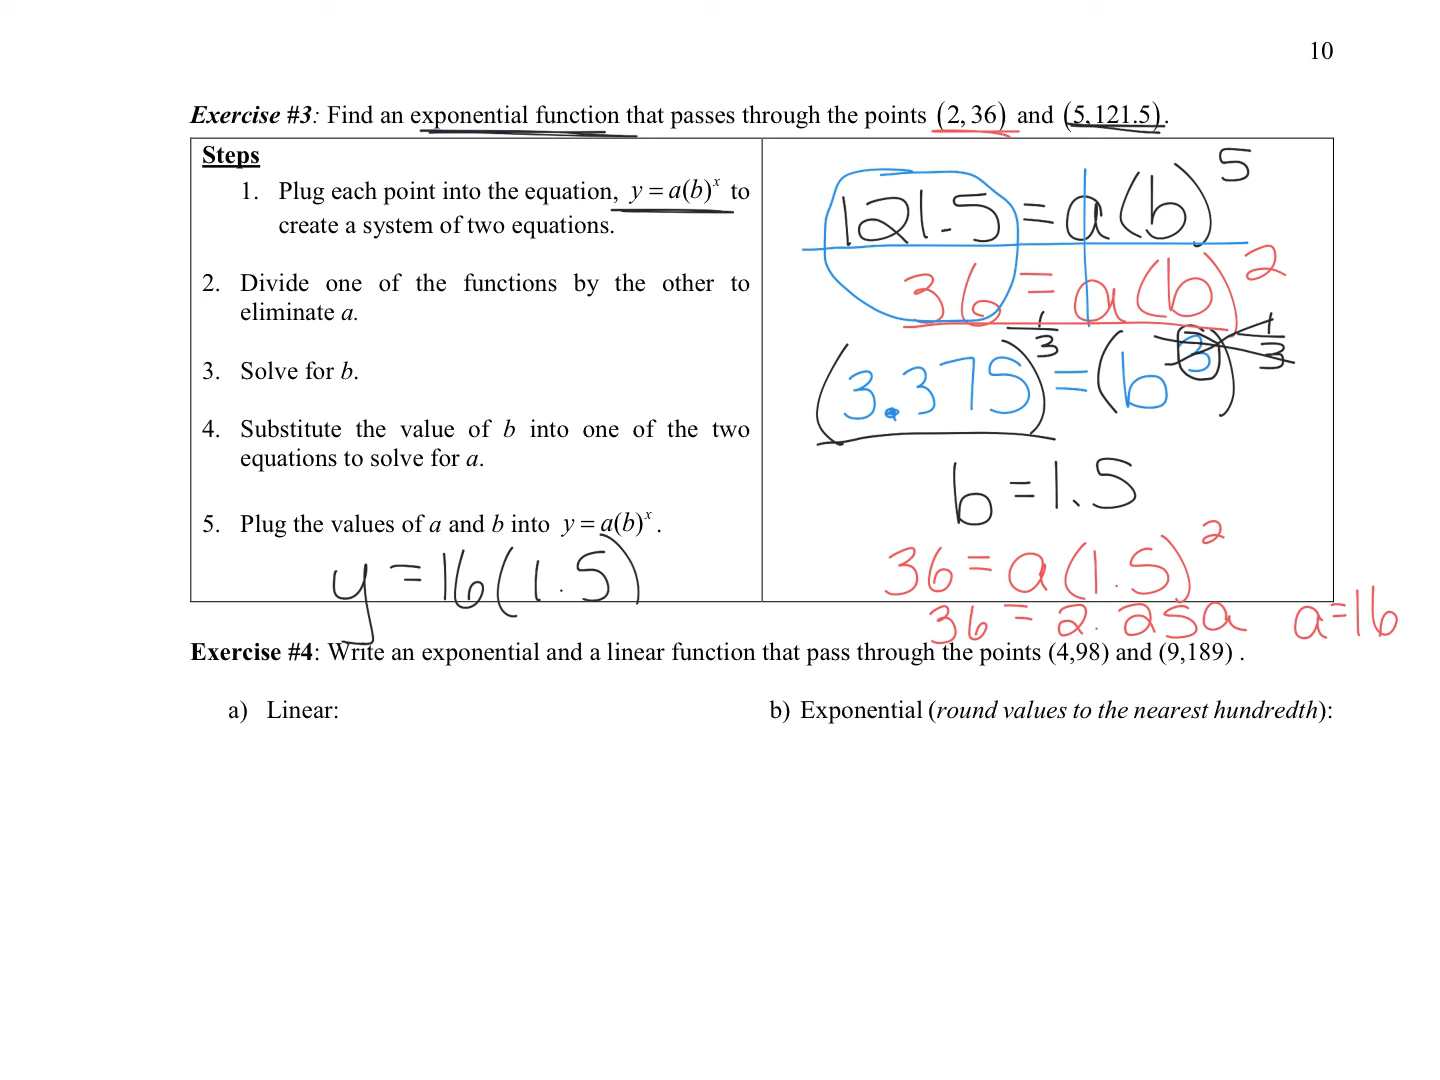 10
Exercise #3: Find an exponential function that passes through the points (2, 36) and (5, 121.5).
Steps
1. Plug each point into the equation, y = a(b)^x to
create a system of two equations.
2. Divide one of the functions by the other to
eliminate a.
3. Solve for b.
4. Substitute the value of b into one of the two
equations to solve for a.
5. Plug the values of a and b into y = a(b)^x .
y = 16(1.5)
121.5 = a(b)^5
36 = a(b)^2
(3.375)^1/3 = (b^3)^1/3
b = 1.5
36 = a(1.5)^2
36 = 2.25a a=16
Exercise #4: Write an exponential and a linear function that pass through the points (4,98) and (9,189) .
a) Linear:
b) Exponential (round values to the nearest hundredth):